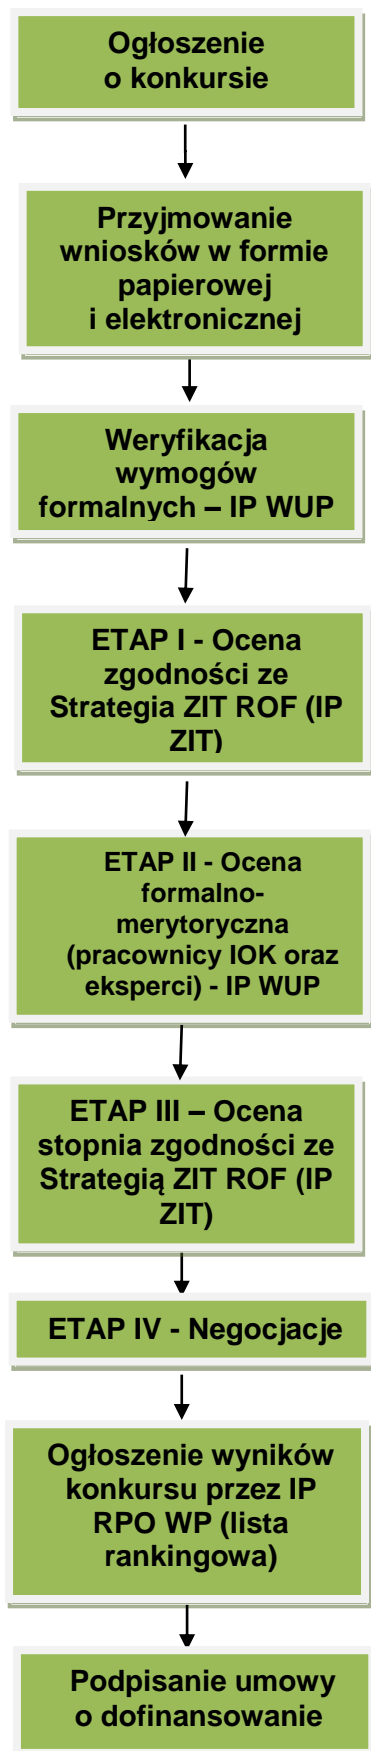 Ogłoszenie
o konkursie
Przyjmowanie
wniosków w formie
papierowej
i elektronicznej
Weryfikacja
wymogów
formalnych – IP WUP
ETAP I - Ocena
zgodności ze
Strategia ZIT ROF (IP
ZIT)
ETAP II - Ocena
formalno-
merytoryczna
(pracownicy IOK oraz
eksperci) - IP WUP
ETAP III – Ocena
stopnia zgodności ze
Strategią ZIT ROF (IP
ZIT)
ETAP IV - Negocjacje
Ogłoszenie wyników
konkursu przez IP
RPO WP (lista
rankingowa)
Podpisanie umowy
o dofinansowanie